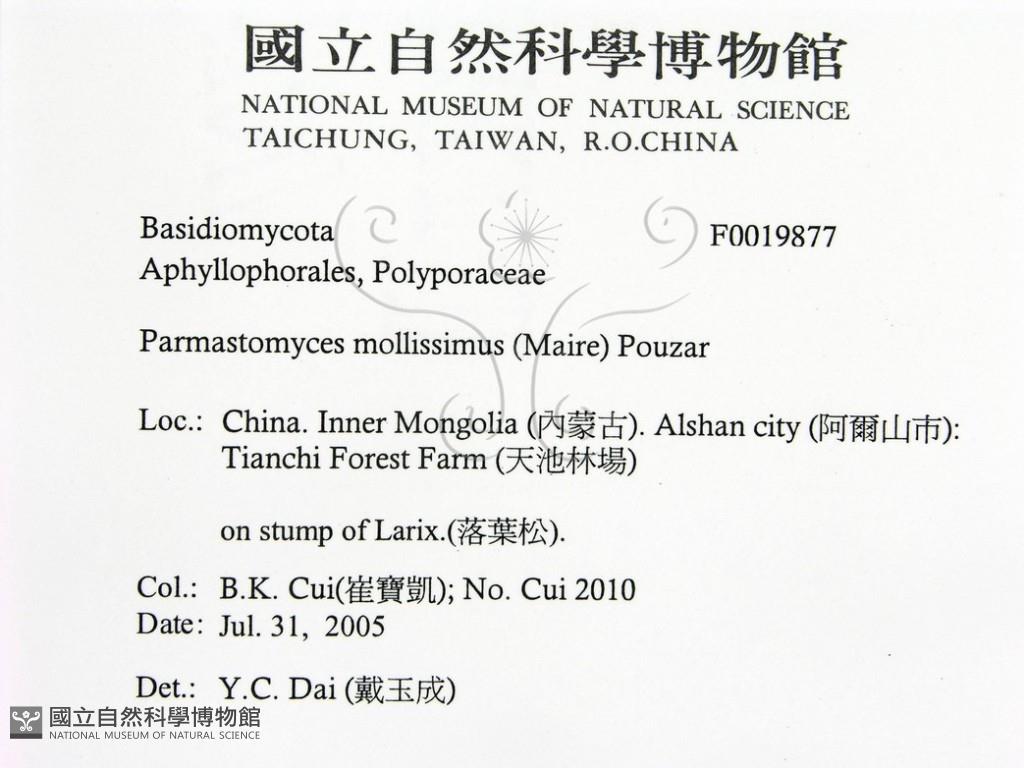 國立自然科學博物館
NATIONAL MUSEUM OF NATURAL SCIENCE
TAICHUNG, TAIWAN, R.O.CHINA
Basidiomycota F0019877
Aphyllophorales, Polyporaceae
Parmastomyces mollissimus (Maire) Pouzar
Loc.: China. Inner Mongolia (內蒙古). Alshan city (阿爾山市):
Tianchi Forest Farm (天池林場)
on stump of Larix.(落葉松).
Col.: B.K. Cui(崔寶凱); No. Cui 2010
Date: Jul. 31, 2005
Det.: Y.C. Dai (戴玉成)
國立自然科學博物館
NATIONAL MUSEUM OF NATURAL SCIENCE